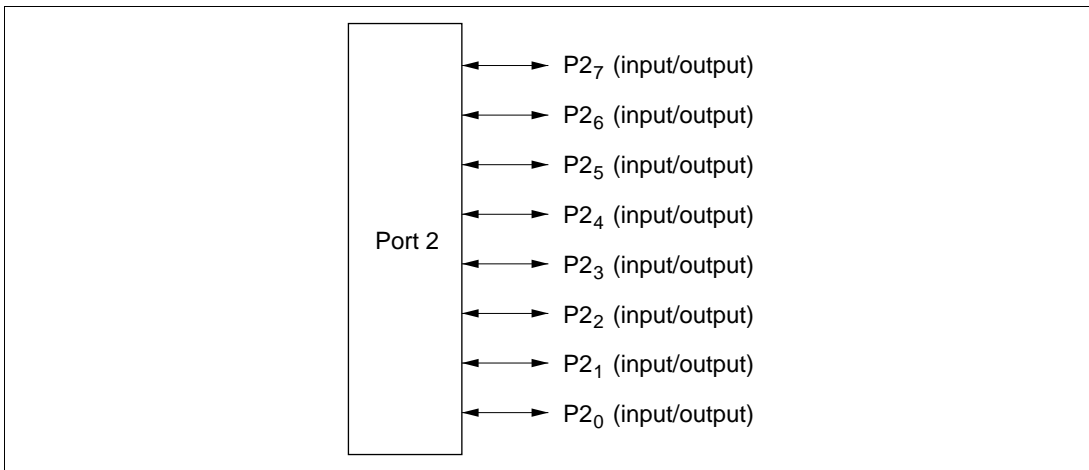 P2₇ (input/output)
P2₆ (input/output)
P2₅ (input/output)
P2₄ (input/output)
Port 2
P2₃ (input/output)
P2₂ (input/output)
P2₁ (input/output)
P2₀ (input/output)